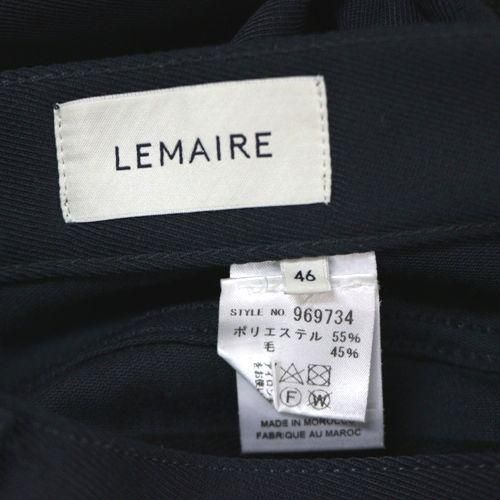 LEMAIRE
46
STYLE NO 969734
ポリエステル 55%
毛 45%
F W
MADE IN MOROCCO
FABRIQUE AU MAROC